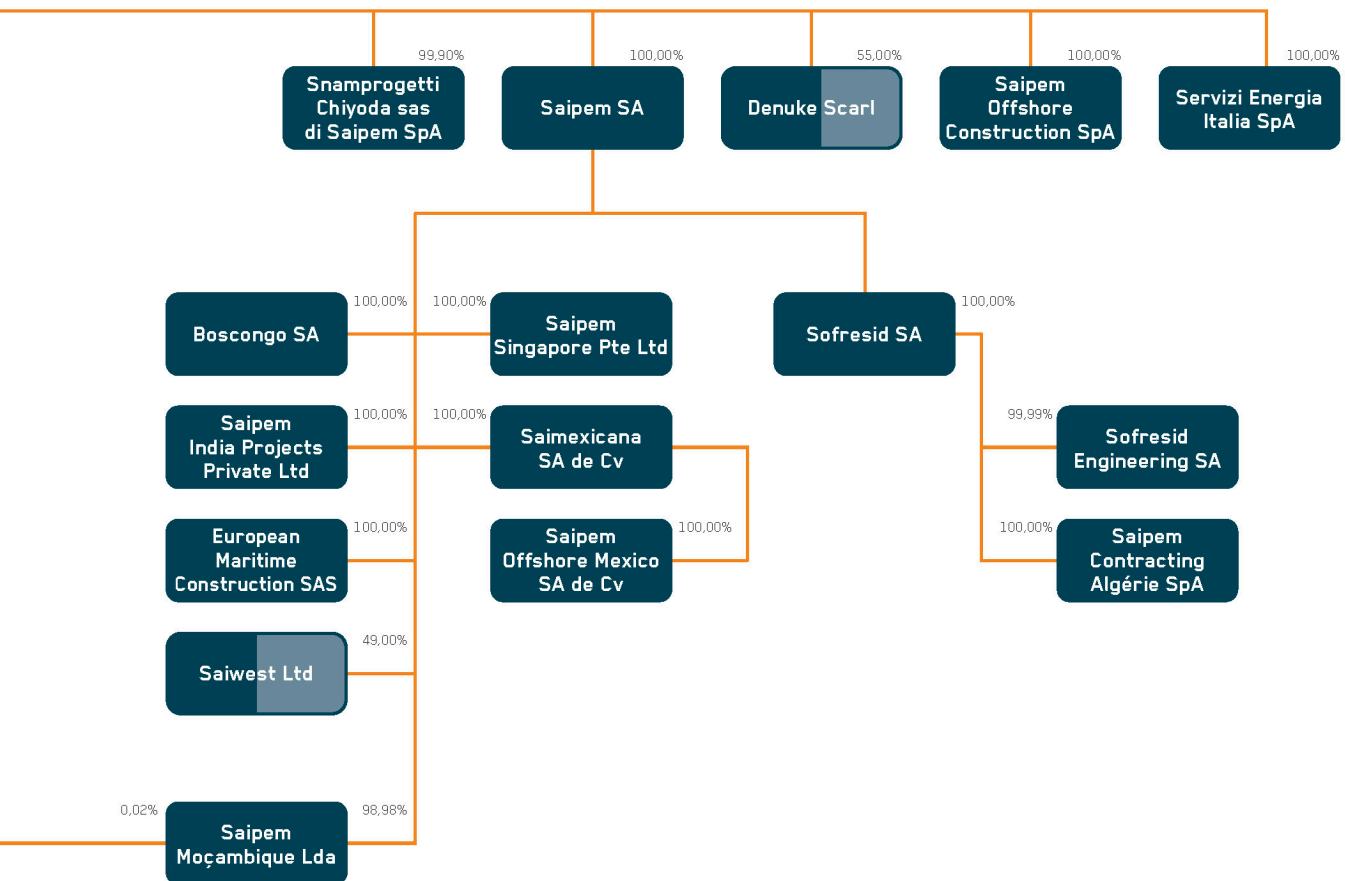 99,90%
Snamprogetti
Chiyoda sas
di Saipem SpA
100,00%
Saipem SA
55,00%
Denuke Scarl
100,00%
Saipem
Offshore
Construction SpA
100,00%
Servizi Energia
Italia SpA
100,00%
Boscongo SA
100,00%
Saipem
Singapore Pte Ltd
100,00%
Sofresid SA
100,00%
Saipem
India Projects
Private Ltd
100,00%
Saimexicana
SA de Cv
99,99%
Sofresid
Engineering SA
100,00%
European
Maritime
Construction SAS
100,00%
Saipem
Offshore Mexico
SA de Cv
100,00%
Saipem
Contracting
Algérie SpA
49,00%
Saiwest Ltd
0,02%
98,98%
Saipem
Moçambique Lda